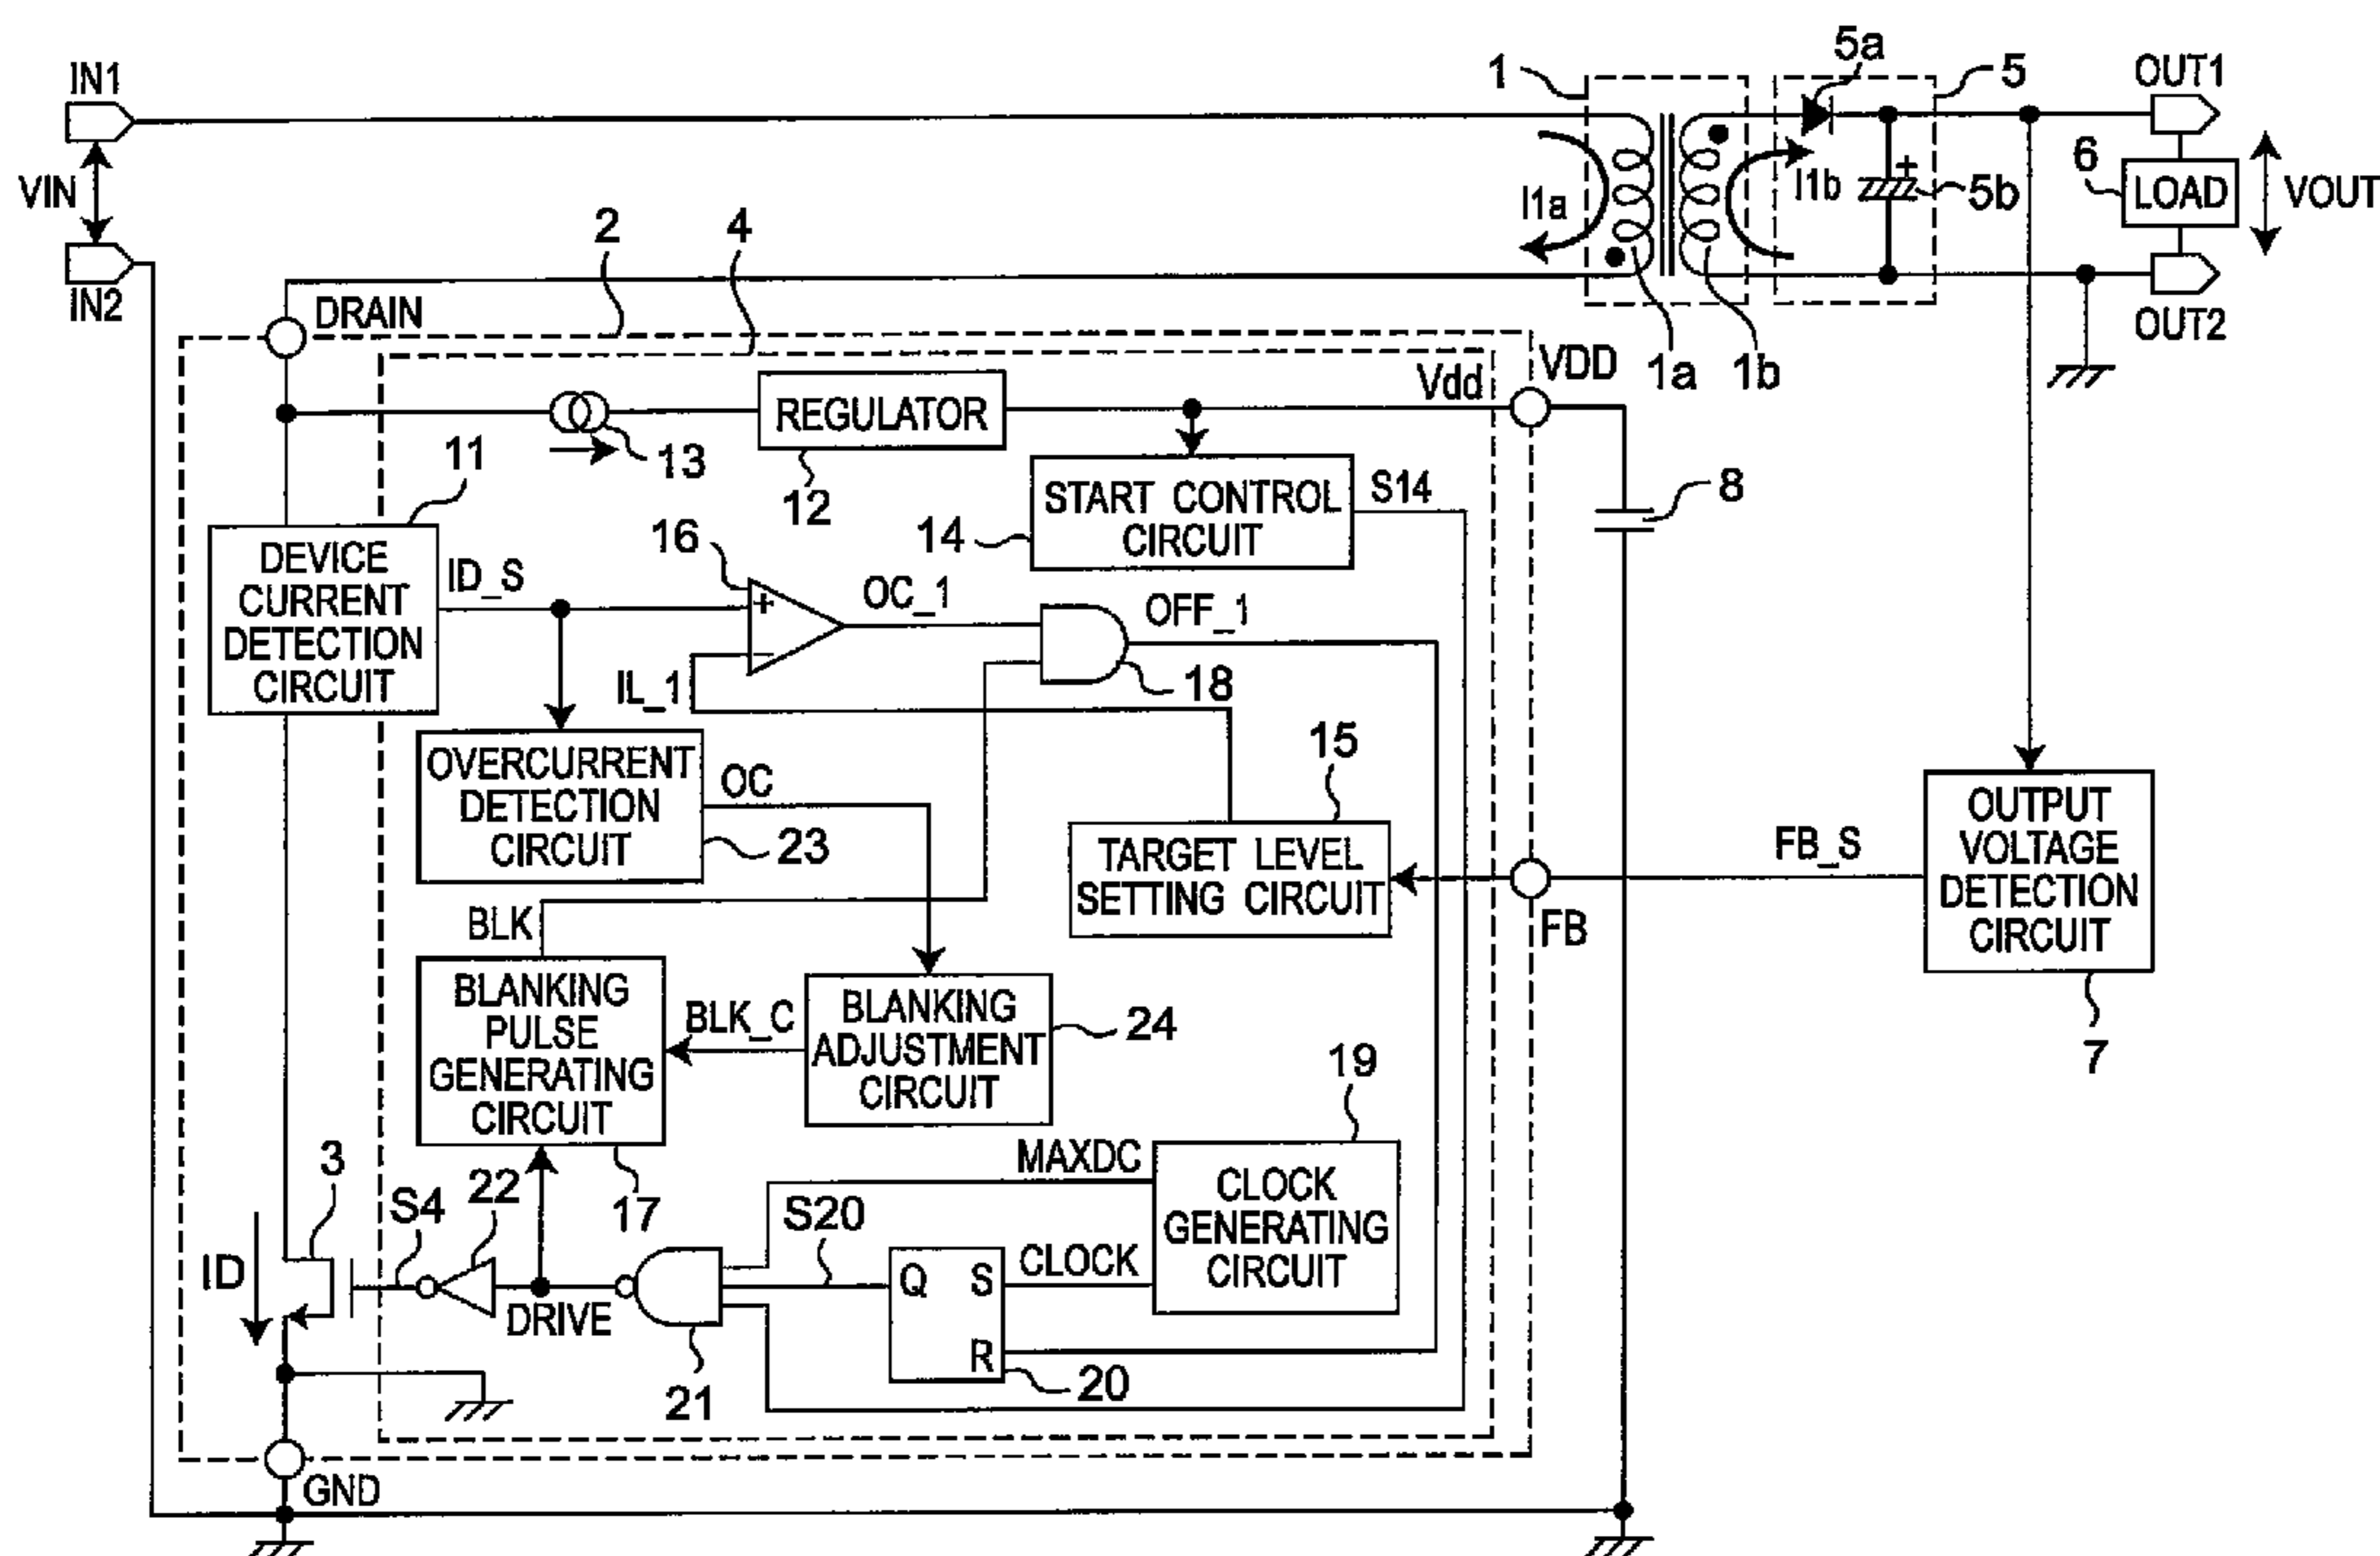 IN1
VIN
IN2
1
5a
5
OUT1
6
LOAD
VOUT
I1a
I1b
+
5b
OUT2
1a
1b
2
4
DRAIN
Vdd
VDD
REGULATOR
13
12
11
START CONTROL
CIRCUIT
S14
14
8
DEVICE
CURRENT
DETECTION
CIRCUIT
ID_S
16
+
−
OC_1
OFF_1
18
IL_1
OVERCURRENT
DETECTION
CIRCUIT
OC
23
15
TARGET LEVEL
SETTING CIRCUIT
FB_S
FB
OUTPUT
VOLTAGE
DETECTION
CIRCUIT
7
BLK
BLANKING
PULSE
GENERATING
CIRCUIT
BLK_C
BLANKING
ADJUSTMENT
CIRCUIT
24
19
MAXDC
CLOCK
GENERATING
CIRCUIT
3
S4
22
17
S20
CLOCK
ID
Q
S
R
DRIVE
21
20
GND